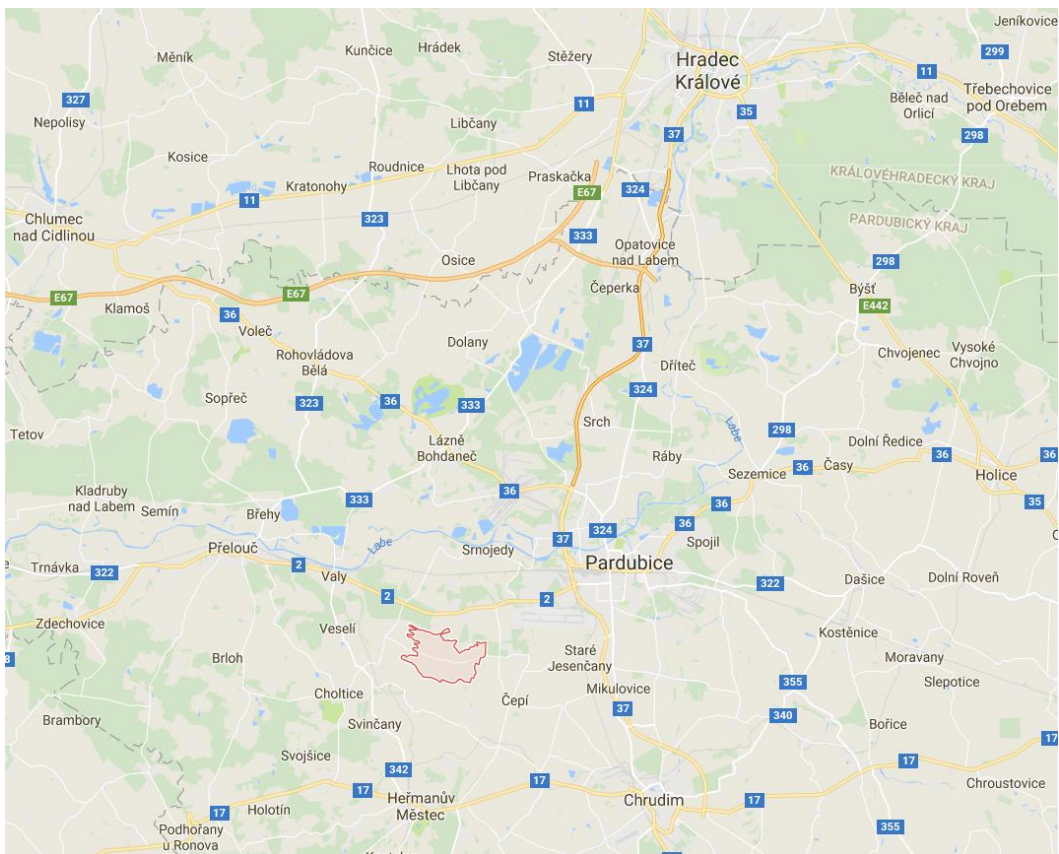 Jeníkovice
Hrádek
Kunčice
Měník
Stěžery
299
Hradec
Králové
11
327
Třebechovice
pod Orebem
Běleč nad
Orlicí
11
35
Nepolisy
Libčany
37
298
Kosice
Roudnice
Lhota pod
Libčany
Praskačka
KRÁLOVÉHRADECKÝ KRAJ
Kratonohy
E67
324
11
Chlumec
nad Cidlinou
323
PARDUBICKÝ KRAJ
333
Opatovice
nad Labem
Osice
298
Čeperka
Býšť
E67
E67
Klamoš
E442
36
Voleč
Dolany
37
Vysoké
Chvojno
Rohovládova
Bělá
Chvojenec
Dříteč
324
Sopřeč
323
36
333
Srch
Labe
298
Tetov
Lázně
Bohdaneč
Dolní Ředice
Ráby
36
36
Sezemice
36
Časy
Holice
Kladruby
nad Labem
36
333
36
35
Semín
Břehy
324
36
37
Spojil
Labe
Přelouč
Srnojedy
Pardubice
Trnávka
322
2
Valy
322
Dašice
Dolní Roveň
2
2
Zdechovice
Veselí
Kostěnice
Staré
Jesenčany
Brloh
Moravany
355
Slepotice
Choltice
Čepí
Mikulovice
37
340
Brambory
Svinčany
Bořice
17
Svojšice
17
342
17
17
Chroustovice
Heřmanův
Městec
Chrudim
17
Holotín
17
355
Podhořany
u Ronova